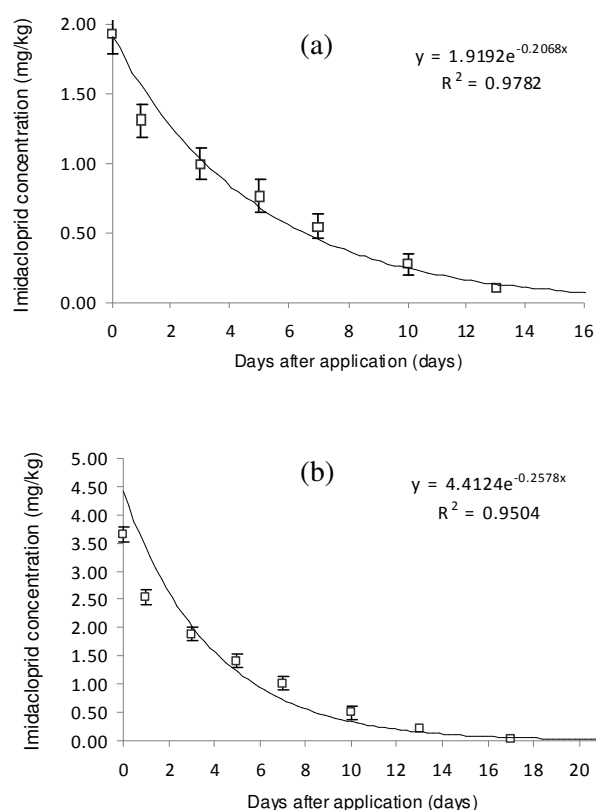 (a)
y = 1.9192e^-0.2068x
R² = 0.9782
Imidacloprid concentration (mg/kg)
2.00
1.50
1.00
0.50
0.00
0 2 4 6 8 10 12 14 16
Days after application (days)
(b)
y = 4.4124e^-0.2578x
R² = 0.9504
Imidacloprid concentration (mg/kg)
5.00
4.50
4.00
3.50
3.00
2.50
2.00
1.50
1.00
0.50
0.00
0 2 4 6 8 10 12 14 16 18 20
Days after application (days)